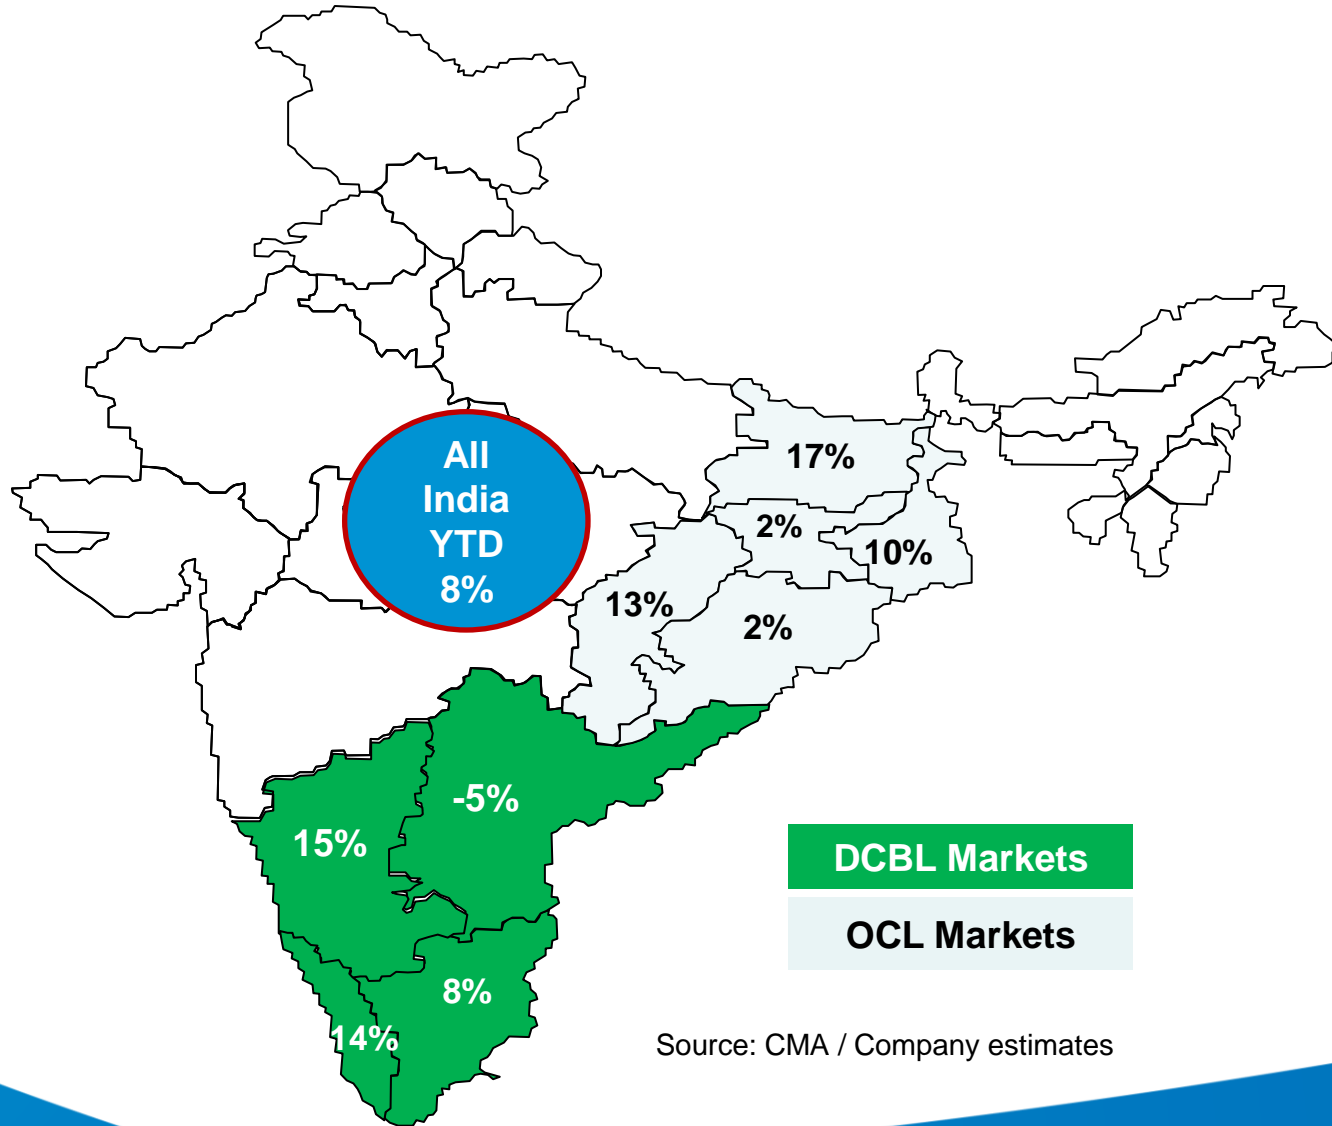 All
India
YTD
8%
17%
2%
10%
13%
2%
-5%
15%
8%
14%
DCBL Markets
OCL Markets
Source: CMA / Company estimates